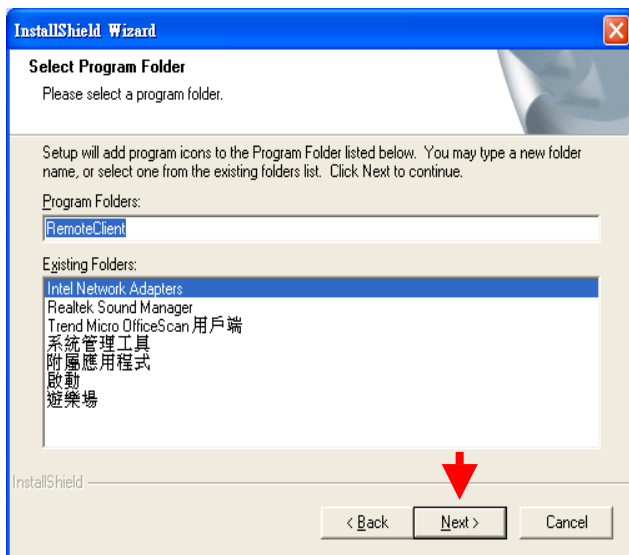 InstallShield Wizard
Select Program Folder
Please select a program folder.
Setup will add program icons to the Program Folder listed below. You may type a new folder
name, or select one from the existing folders list. Click Next to continue.
Program Folders:
RemoteClient
Existing Folders:
Intel Network Adapters
Realtek Sound Manager
Trend Micro OfficeScan 用戶端
系統管理工具
附屬應用程式
啟動
遊樂場
InstallShield
< Back
Next >
Cancel